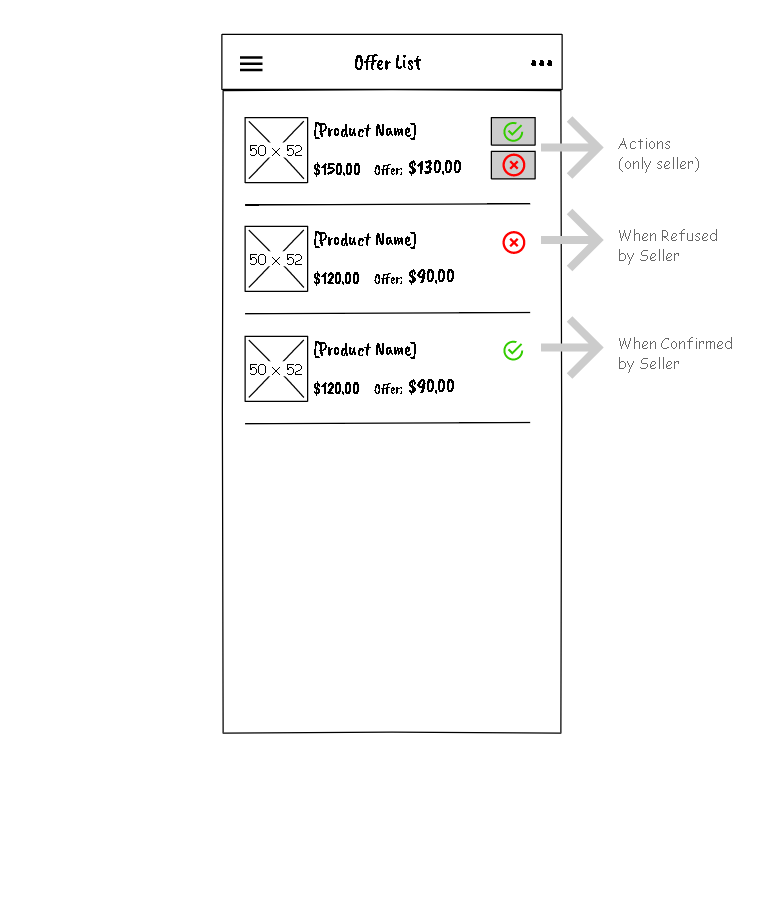 Offer List
50 x 52
[Product Name]
$150,00 Offer: $130,00
Actions
(only seller)
50 x 52
[Product Name]
$120,00 Offer: $90,00
When Refused
by Seller
50 x 52
[Product Name]
$120,00 Offer: $90,00
When Confirmed
by Seller